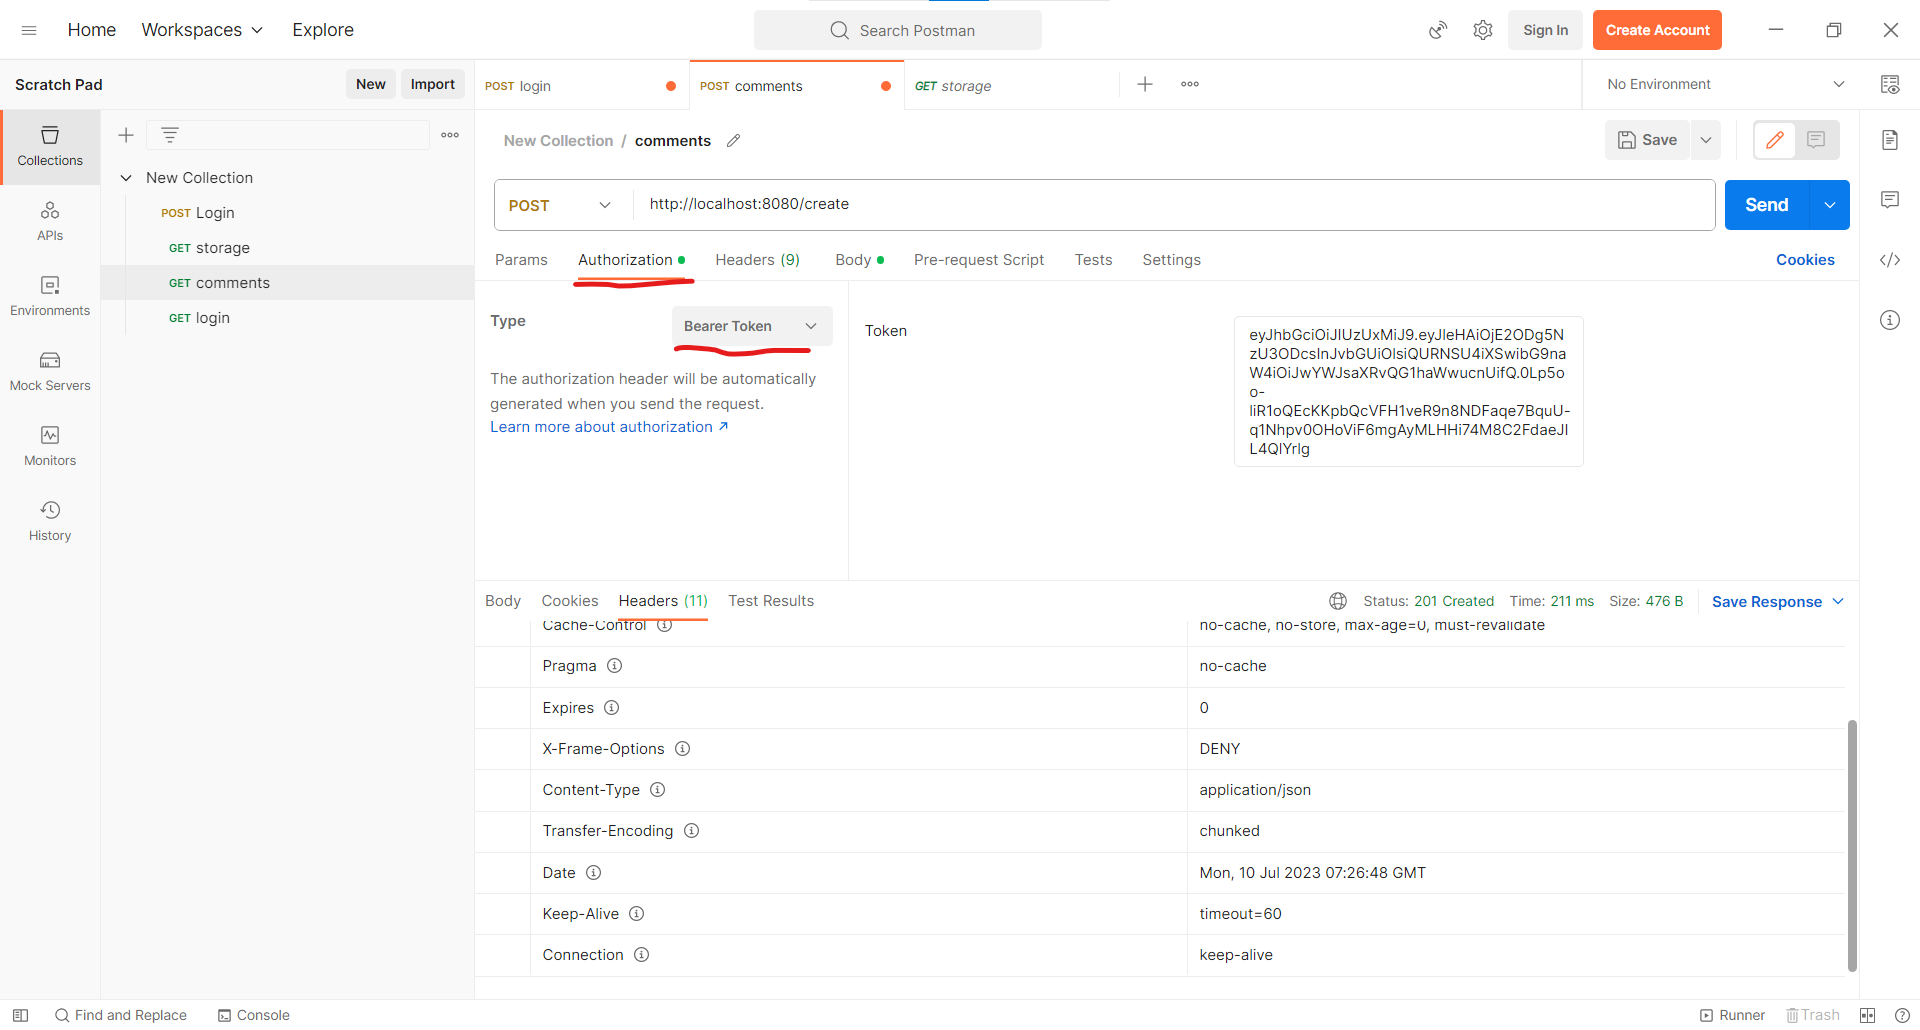 Home
Workspaces
Explore
Search Postman
Sign In
Create Account
Scratch Pad
New
Import
POST login
POST comments
GET storage
No Environment
Collections
APIs
Environments
Mock Servers
Monitors
History
New Collection
POST Login
GET storage
GET comments
GET login
New Collection / comments
Save
POST
http://localhost:8080/create
Send
Params
Authorization
Headers (9)
Body
Pre-request Script
Tests
Settings
Cookies
Type
Bearer Token
The authorization header will be automatically
generated when you send the request.
Learn more about authorization ↗
Token
eyJhbGciOiJIUzUxMiJ9.eyJleHAiOjE2ODg5N
zU3ODcsInJvbGUiOlsiQURNSU4iXSwibG9na
W4iOiJwYWJsaXRvQG1haWwucnUifQ.0Lp5o
o-
liR1oQEcKKpbQcVFH1veR9n8NDFaqe7BquU-
q1Nhpv0OHoViF6mgAyMLHHi74M8C2FdaeJl
L4QlYrlg
Body
Cookies
Headers (11)
Test Results
Status: 201 Created
Time: 211 ms
Size: 476 B
Save Response
Cache-Control
no-cache, no-store, max-age=0, must-revalidate
Pragma
no-cache
Expires
0
X-Frame-Options
DENY
Content-Type
application/json
Transfer-Encoding
chunked
Date
Mon, 10 Jul 2023 07:26:48 GMT
Keep-Alive
timeout=60
Connection
keep-alive
Find and Replace
Console
Runner
Trash